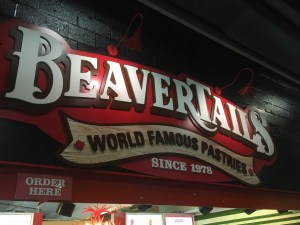 BEAVERTAILS
WORLD FAMOUS PASTRIES
SINCE 1978
ORDER
HERE